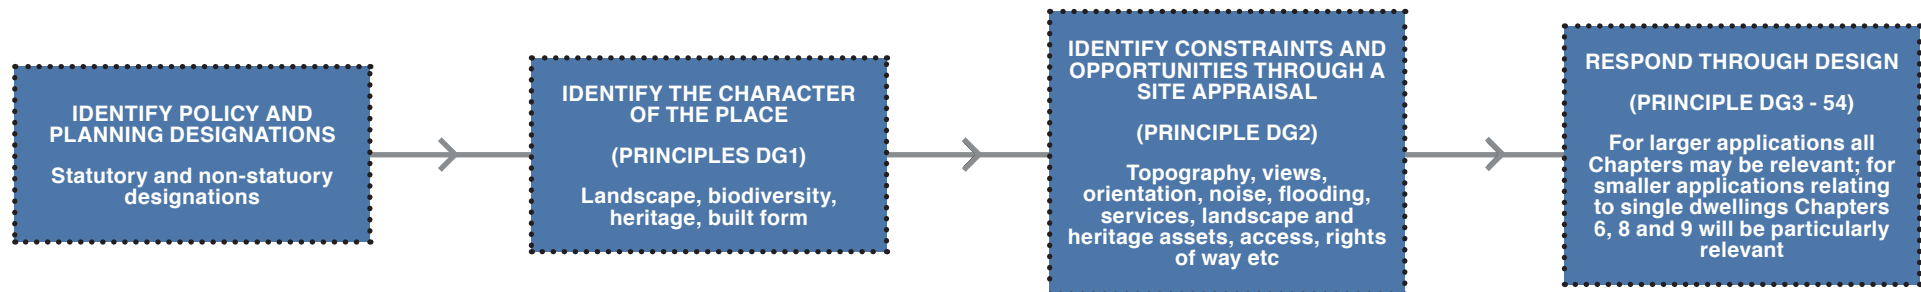 IDENTIFY POLICY AND
PLANNING DESIGNATIONS
Statutory and non-statuory
designations
IDENTIFY THE CHARACTER
OF THE PLACE
(PRINCIPLES DG1)
Landscape, biodiversity,
heritage, built form
IDENTIFY CONSTRAINTS AND
OPPORTUNITIES THROUGH A
SITE APPRAISAL
(PRINCIPLE DG2)
Topography, views,
orientation, noise, flooding,
services, landscape and
heritage assets, access, rights
of way etc
RESPOND THROUGH DESIGN
(PRINCIPLE DG3 - 54)
For larger applications all
Chapters may be relevant; for
smaller applications relating
to single dwellings Chapters
6, 8 and 9 will be particularly
relevant